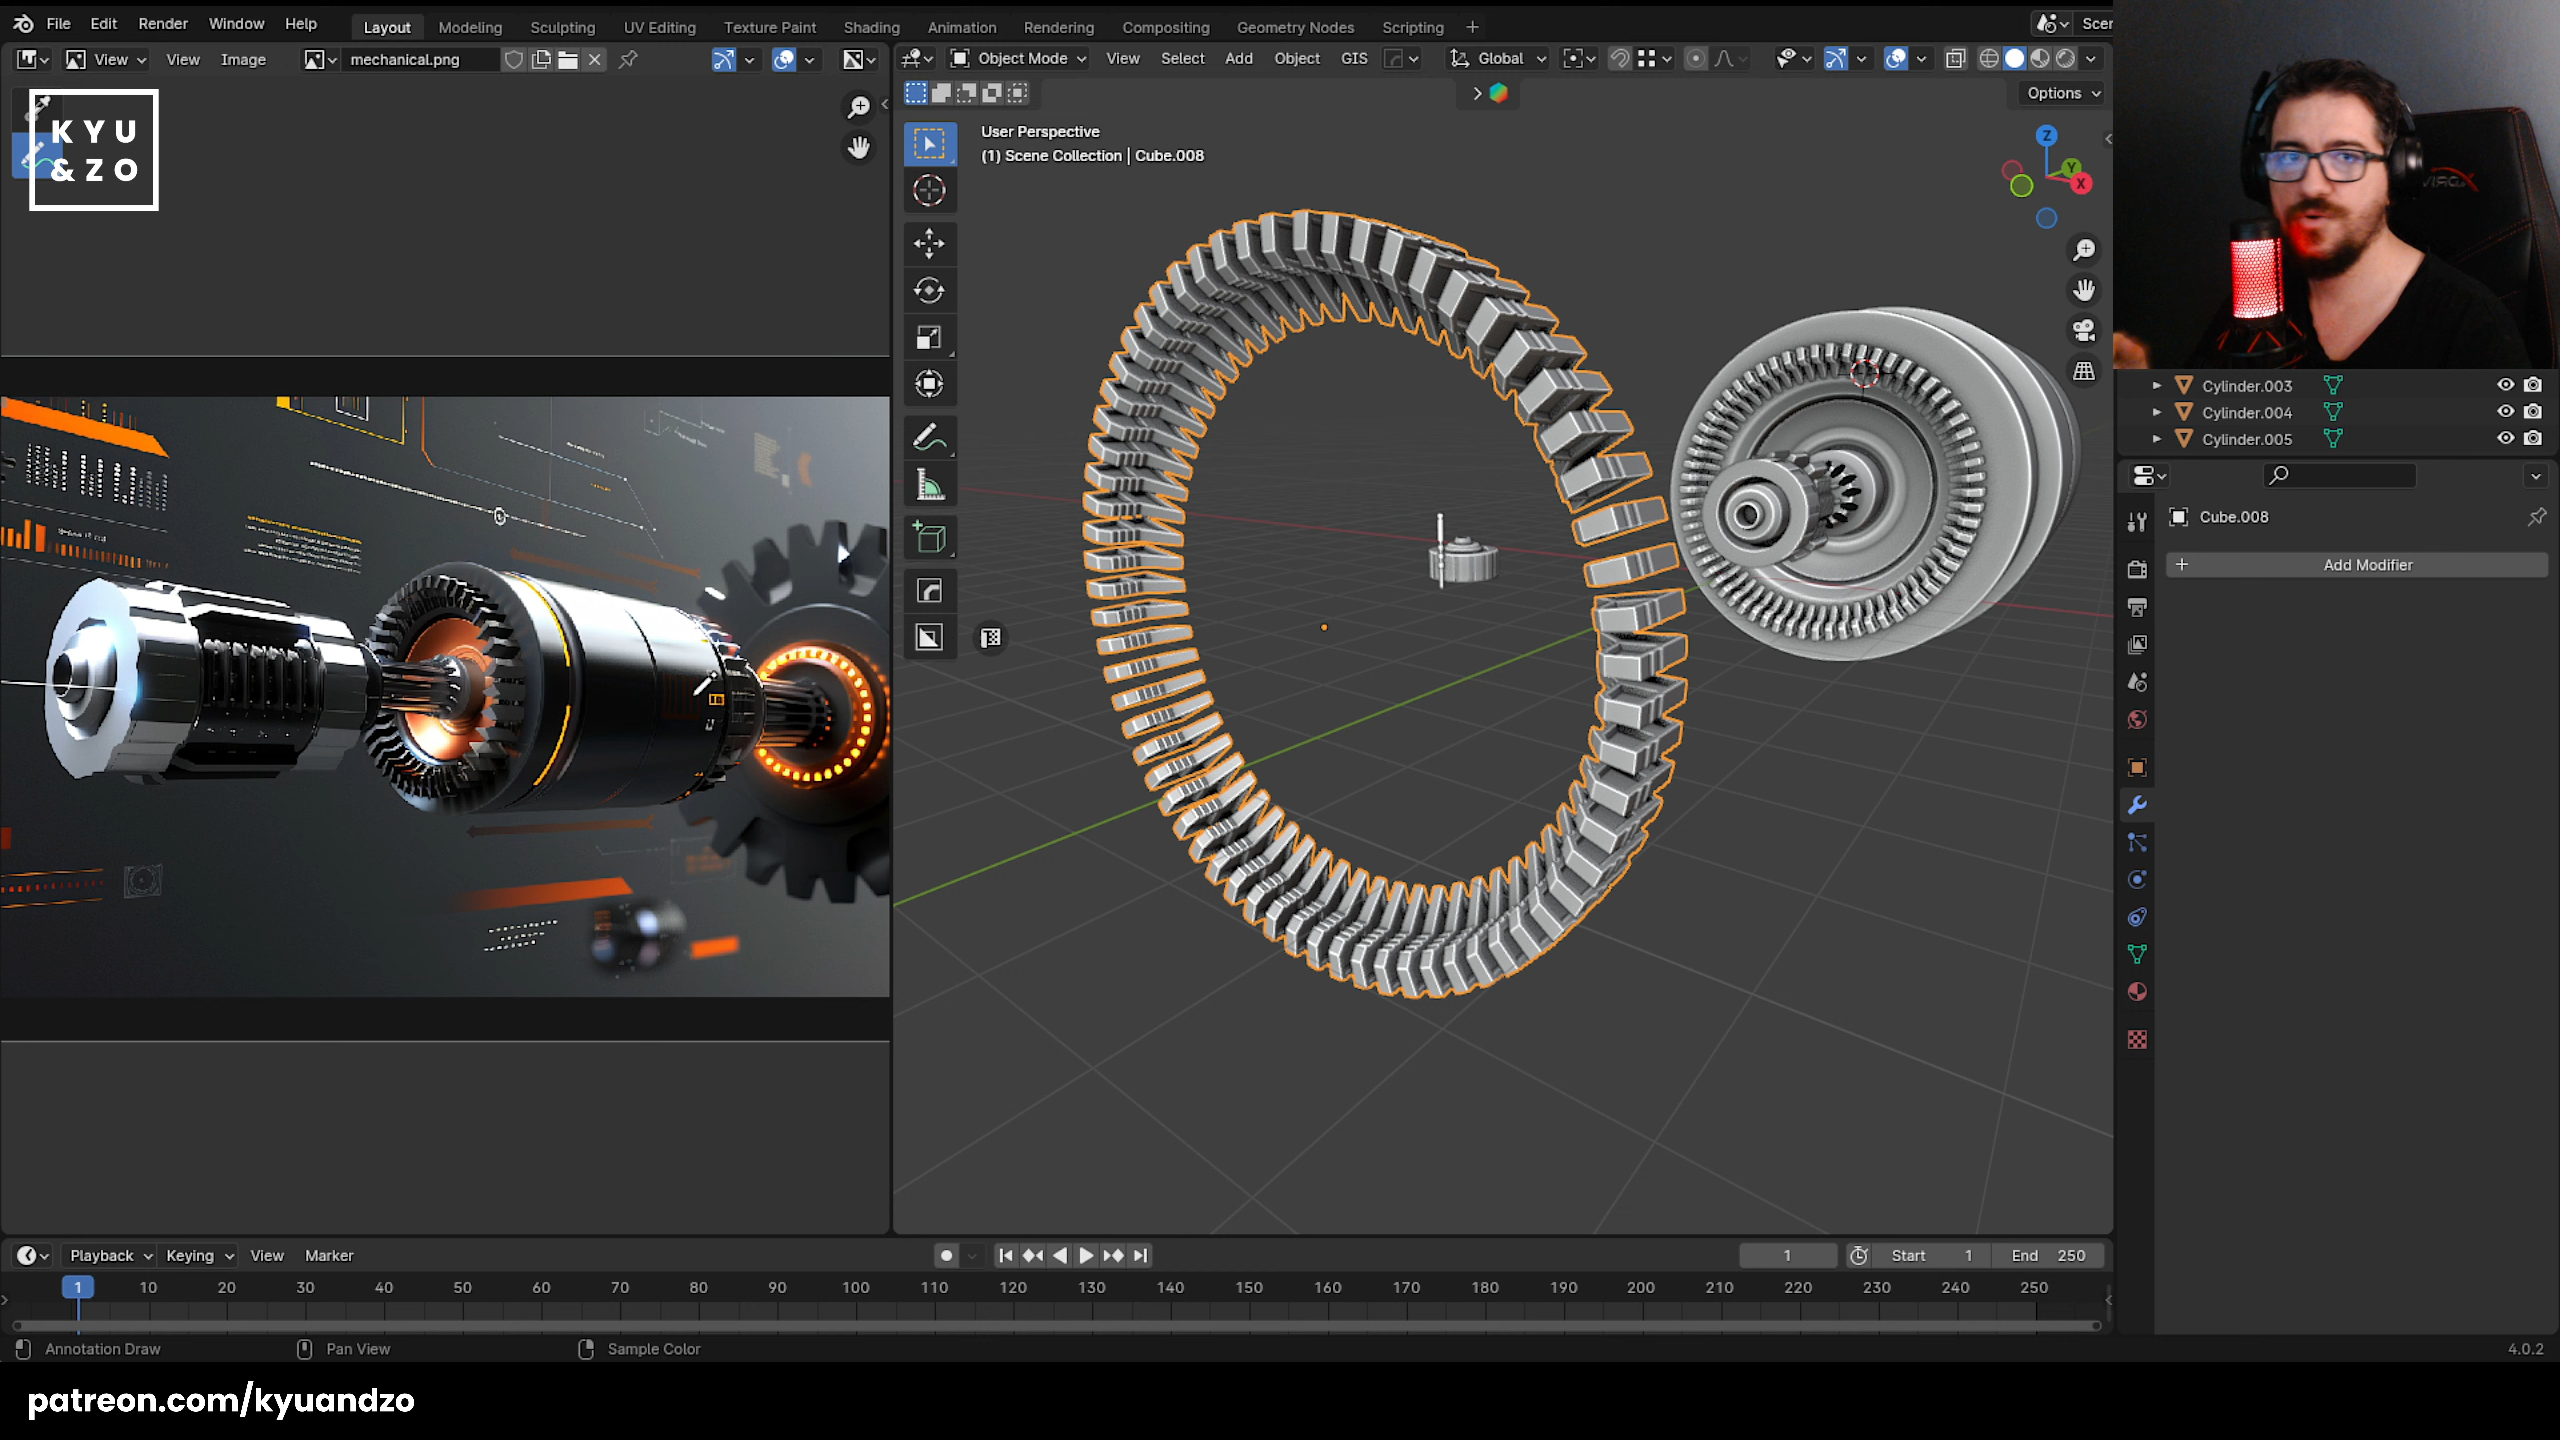 File Edit Render Window Help Layout Modeling Sculpting UV Editing Texture Paint Shading Animation Rendering Compositing Geometry Nodes Scripting + Scer
View View Image mechanical.png Object Mode View Select Add Object GIS Global
Options
KYU
&ZO
User Perspective
(1) Scene Collection | Cube.008
Z
Y
X
Cylinder.003
Cylinder.004
Cylinder.005
Cube.008
+ Add Modifier
Playback Keying View Marker 1 Start 1 End 250
1 10 20 30 40 50 60 70 80 90 100 110 120 130 140 150 160 170 180 190 200 210 220 230 240 250
Annotation Draw Pan View Sample Color 4.0.2
patreon.com/kyuandzo